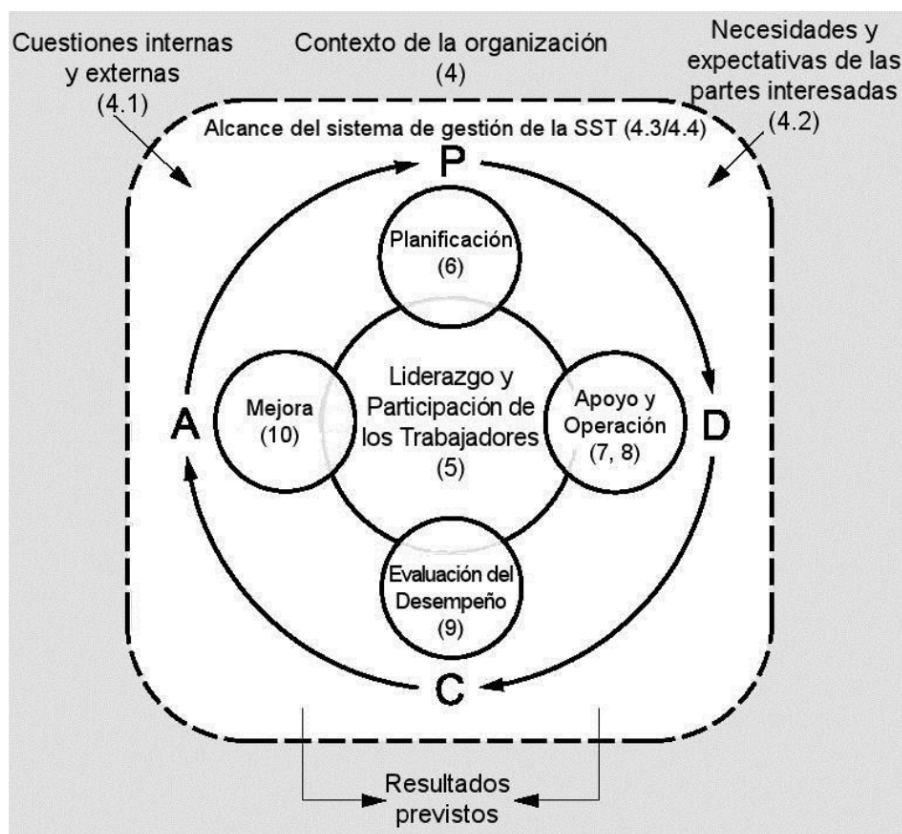 Cuestiones internas
y externas
(4.1)
Contexto de la organización
(4)
Necesidades y
expectativas de las
partes interesadas
(4.2)
Alcance del sistema de gestión de la SST (4.3/4.4)
P
Planificación
(6)
A
Mejora
(10)
Liderazgo y
Participación de
los Trabajadores
(5)
Apoyo y
Operación
(7, 8)
D
Evaluación del
Desempeño
(9)
C
Resultados
previstos